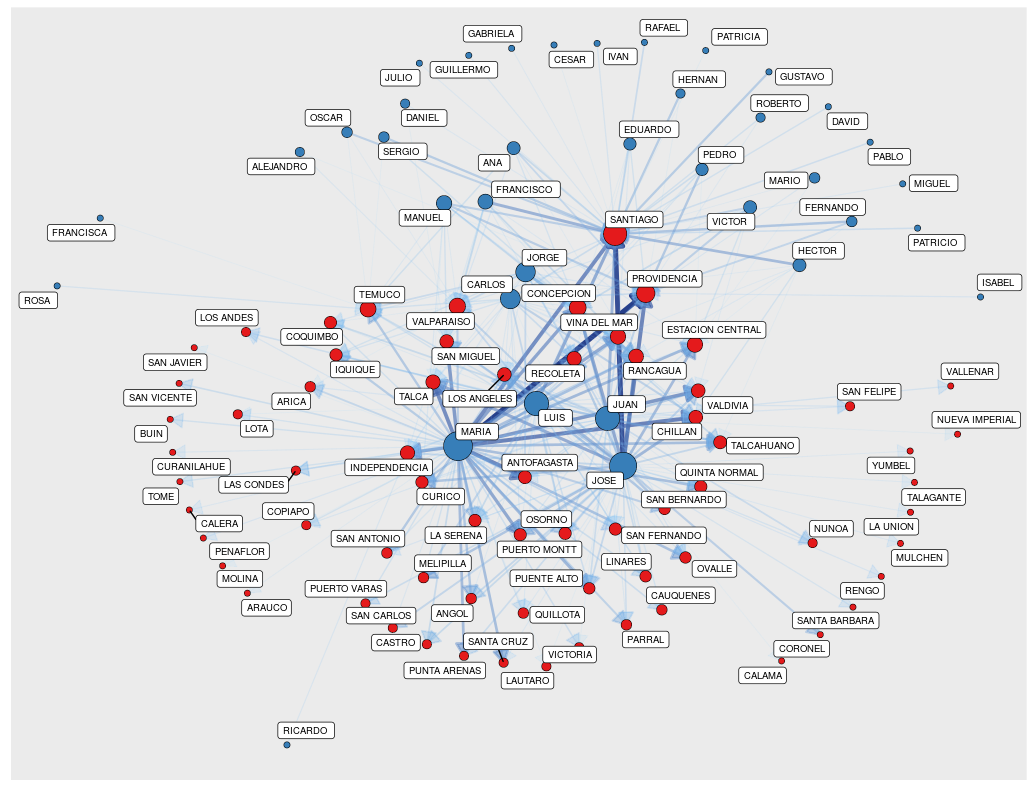 RAFAEL
GABRIELA
PATRICIA
CESAR
IVAN
GUILLERMO
JULIO
GUSTAVO
HERNAN
ROBERTO
OSCAR
DANIEL
DAVID
EDUARDO
SERGIO
PEDRO
PABLO
ALEJANDRO
ANA
MARIO
MIGUEL
FRANCISCO
FERNANDO
MANUEL
SANTIAGO
VICTOR
FRANCISCA
PATRICIO
HECTOR
JORGE
PROVIDENCIA
ISABEL
CARLOS
CONCEPCION
TEMUCO
ROSA
LOS ANDES
VALPARAISO
VINA DEL MAR
ESTACION CENTRAL
COQUIMBO
SAN MIGUEL
SAN JAVIER
IQUIQUE
RECOLETA
RANCAGUA
VALLENAR
SAN FELIPE
SAN VICENTE
ARICA
TALCA
LOS ANGELES
JUAN
VALDIVIA
LUIS
NUEVA IMPERIAL
BUIN
LOTA
MARIA
CHILLAN
TALCAHUANO
CURANILAHUE
INDEPENDENCIA
ANTOFAGASTA
YUMBEL
LAS CONDES
JOSE
QUINTA NORMAL
TOME
CURICO
SAN BERNARDO
TALAGANTE
COPIAPO
CALERA
OSORNO
LA UNION
NUNOA
SAN ANTONIO
LA SERENA
SAN FERNANDO
PENAFLOR
PUERTO MONTT
MULCHEN
MELIPILLA
LINARES
OVALLE
MOLINA
PUENTE ALTO
PUERTO VARAS
RENGO
CAUQUENES
ARAUCO
SAN CARLOS
ANGOL
QUILLOTA
SANTA BARBARA
CASTRO
SANTA CRUZ
PARRAL
CORONEL
VICTORIA
PUNTA ARENAS
CALAMA
LAUTARO
RICARDO